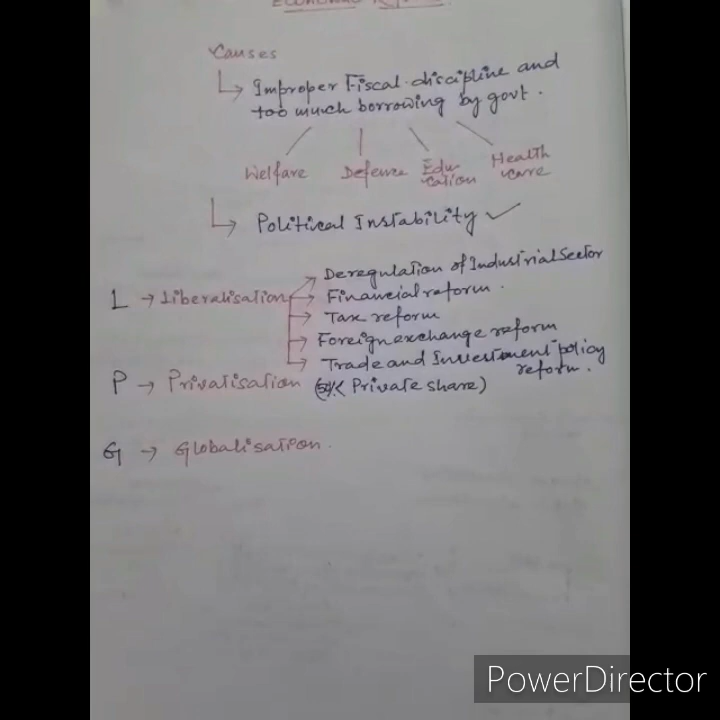 Causes
Improper Fiscal discipline and
too much borrowing by govt.
Welfare Defence Edu Health
cation care
Political Instability ✓
Deregulation of Industrial Sector
L → Liberalisation → Financial reform.
→ Tax reform
→ Foreign exchange reform
→ Trade and Investment policy
reform.
P → Privatisation (< Private share)
G → Globalisation.
PowerDirector